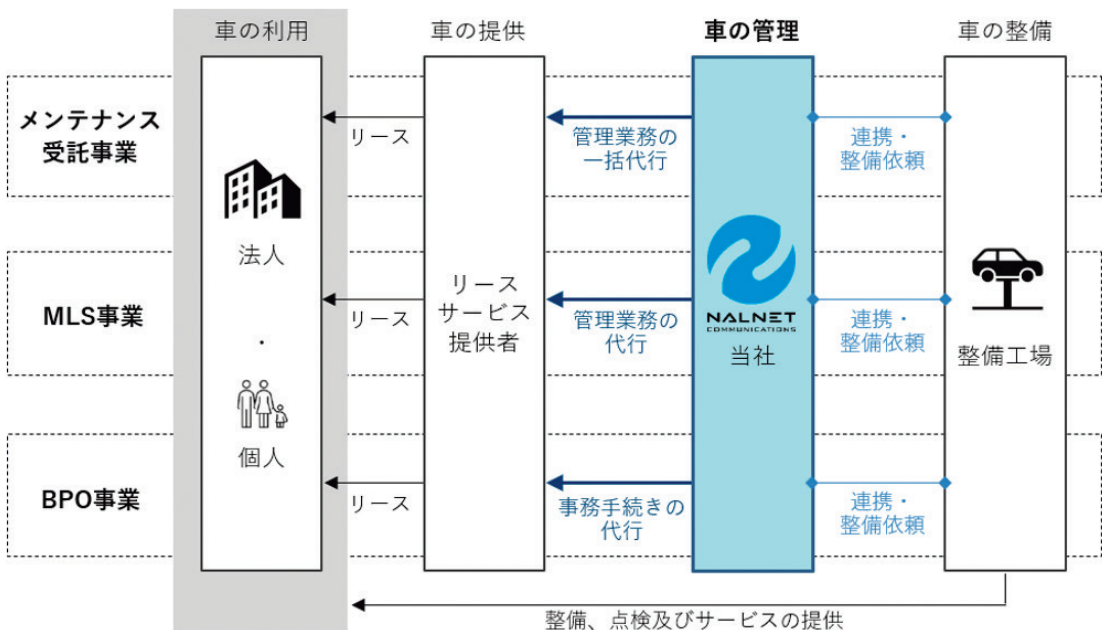 車の利用
車の提供
車の管理
車の整備
メンテナンス
受託事業
リース
管理業務の
一括代行
連携・
整備依頼
法人
・
個人
MLS事業
リース
リース
サービス
提供者
管理業務の
代行
NALNET
COMMUNICATIONS
当社
連携・
整備依頼
整備工場
BPO事業
リース
事務手続きの
代行
連携・
整備依頼
整備、点検及びサービスの提供